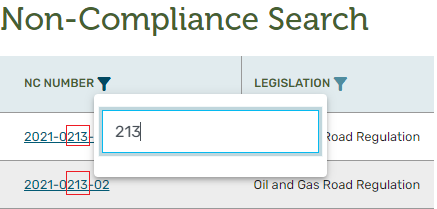 Non-Compliance Search
NC NUMBER LEGISLATION
213
2021-0213- Road Regulation
2021-0213-02 Oil and Gas Road Regulation